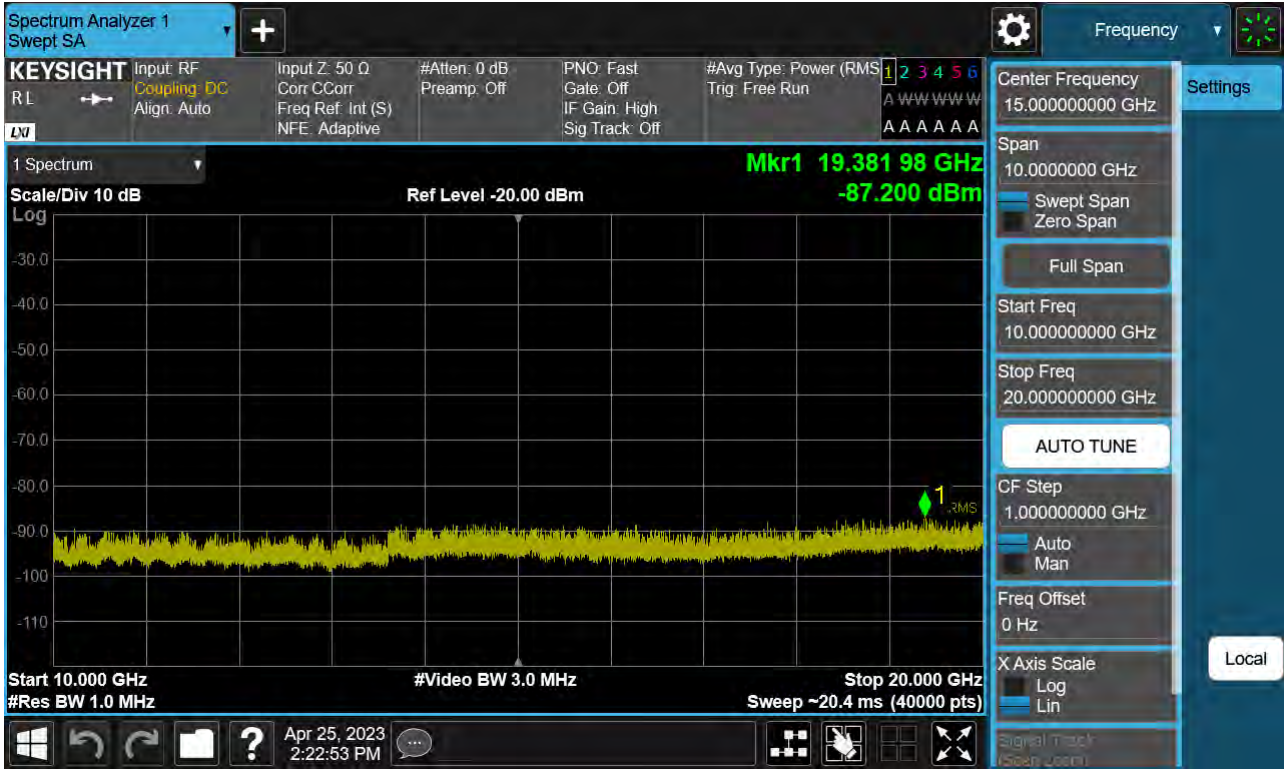 Spectrum Analyzer 1
Swept SA
+
Frequency
KEYSIGHT
R L
LXI
Input: RF
Coupling: DC
Align: Auto
Input Z: 50 Ω
Corr CCorr
Freq Ref: Int (S)
NFE: Adaptive
#Atten: 0 dB
Preamp: Off
PNO: Fast
Gate: Off
IF Gain: High
Sig Track: Off
#Avg Type: Power (RMS
Trig: Free Run
1 2 3 4 5 6
A W W W W W
A A A A A A
1 Spectrum
Scale/Div 10 dB
Log
Ref Level -20.00 dBm
Mkr1 19.381 98 GHz
-87.200 dBm
-30.0
-40.0
-50.0
-60.0
-70.0
-80.0
-90.0
-100
-110
1
RMS
Start 10.000 GHz
#Res BW 1.0 MHz
#Video BW 3.0 MHz
Stop 20.000 GHz
Sweep ~20.4 ms (40000 pts)
Center Frequency
15.000000000 GHz
Span
10.0000000 GHz
Swept Span
Zero Span
Full Span
Start Freq
10.000000000 GHz
Stop Freq
20.000000000 GHz
AUTO TUNE
CF Step
1.000000000 GHz
Auto
Man
Freq Offset
0 Hz
X Axis Scale
Log
Lin
Signal Track
(Span Zoom)
Settings
Local
?
Apr 25, 2023
2:22:53 PM